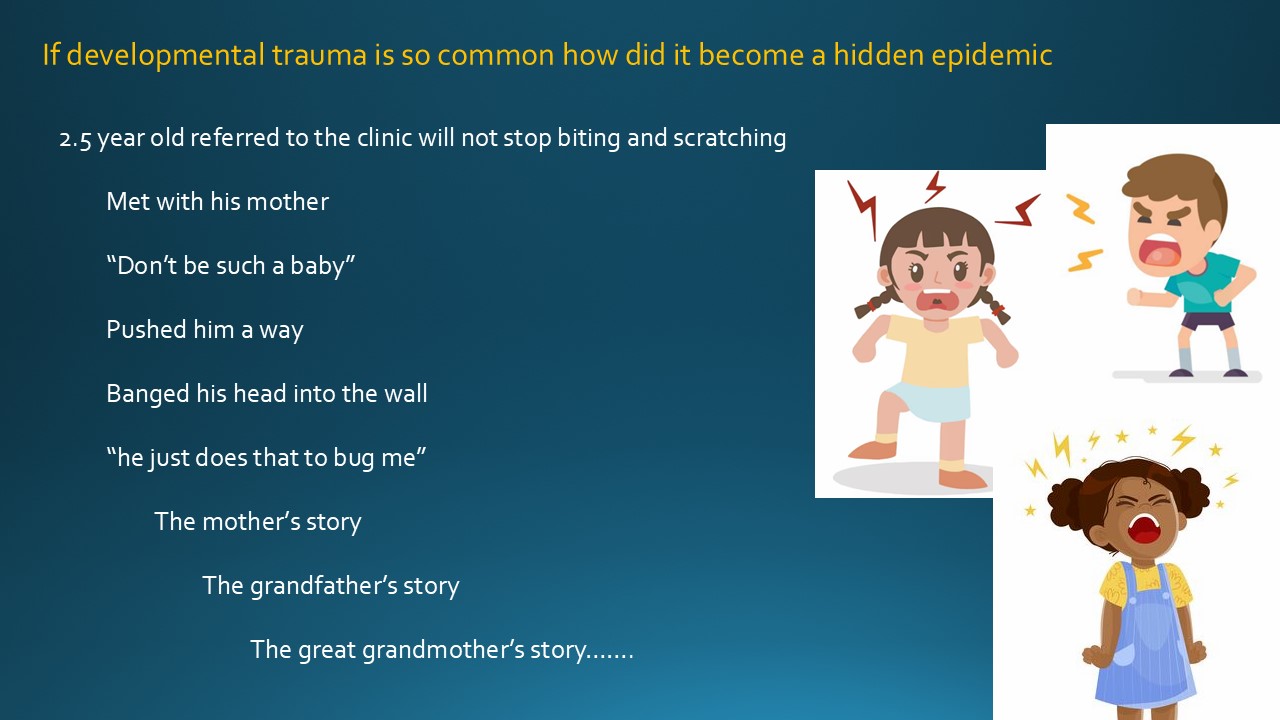 If developmental trauma is so common how did it become a hidden epidemic
2.5 year old referred to the clinic will not stop biting and scratching
Met with his mother
“Don’t be such a baby”
Pushed him a way
Banged his head into the wall
“he just does that to bug me”
The mother’s story
The grandfather’s story
The great grandmother’s story.......